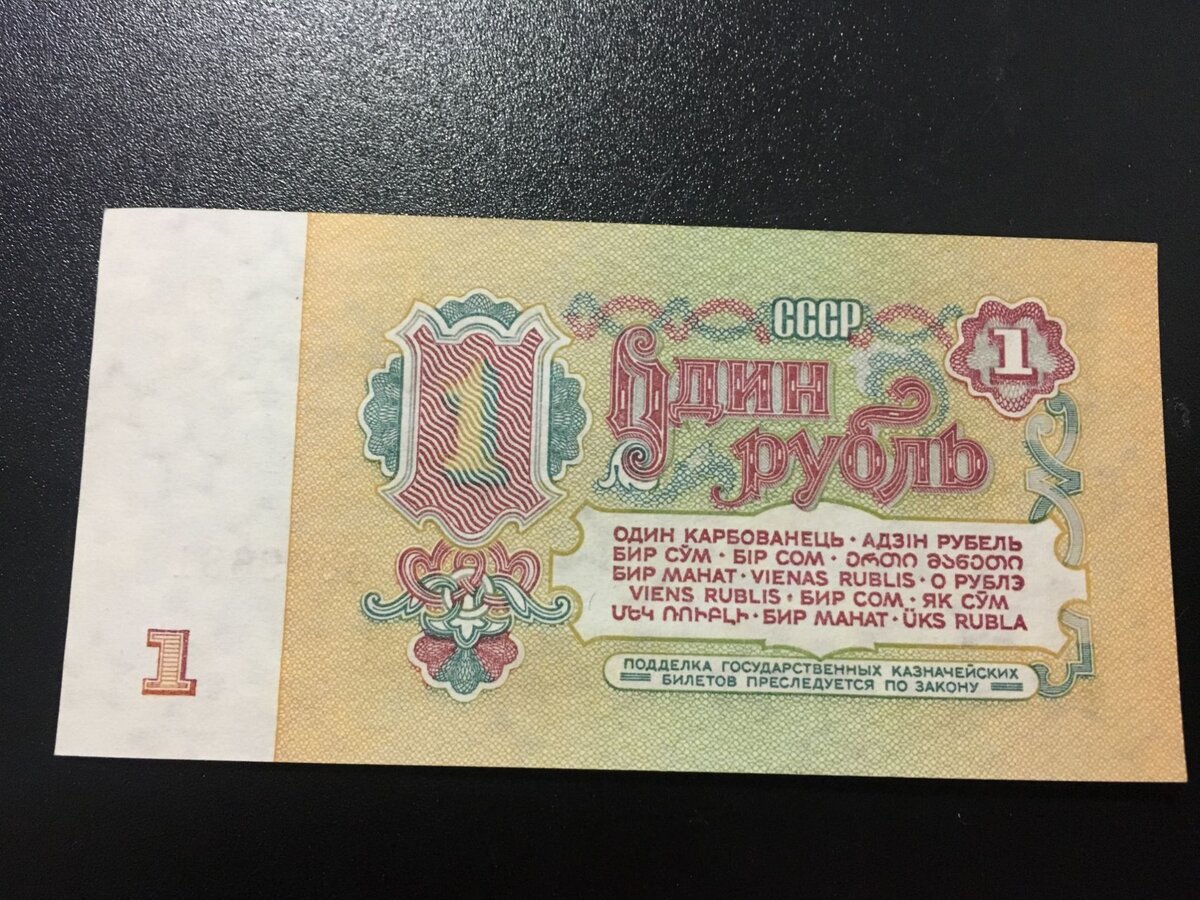 СССР
1
1
Один
рубль
ОДИН КАРБОВАНЕЦЬ · АДЗІН РУБЕЛЬ
БИР СЎМ · БІР СОМ · ერთი მანეთი
БИР МАНАТ · VIENAS RUBLIS · О РУБЛЭ
VIENS RUBLIS · БИР СОМ · ЯК СӮМ
ՄԵԿ ՌՈՒԲԼԻ · БИР МАНАТ · ÜKS RUBLA
ПОДДЕЛКА ГОСУДАРСТВЕННЫХ КАЗНАЧЕЙСКИХ
БИЛЕТОВ ПРЕСЛЕДУЕТСЯ ПО ЗАКОНУ
1